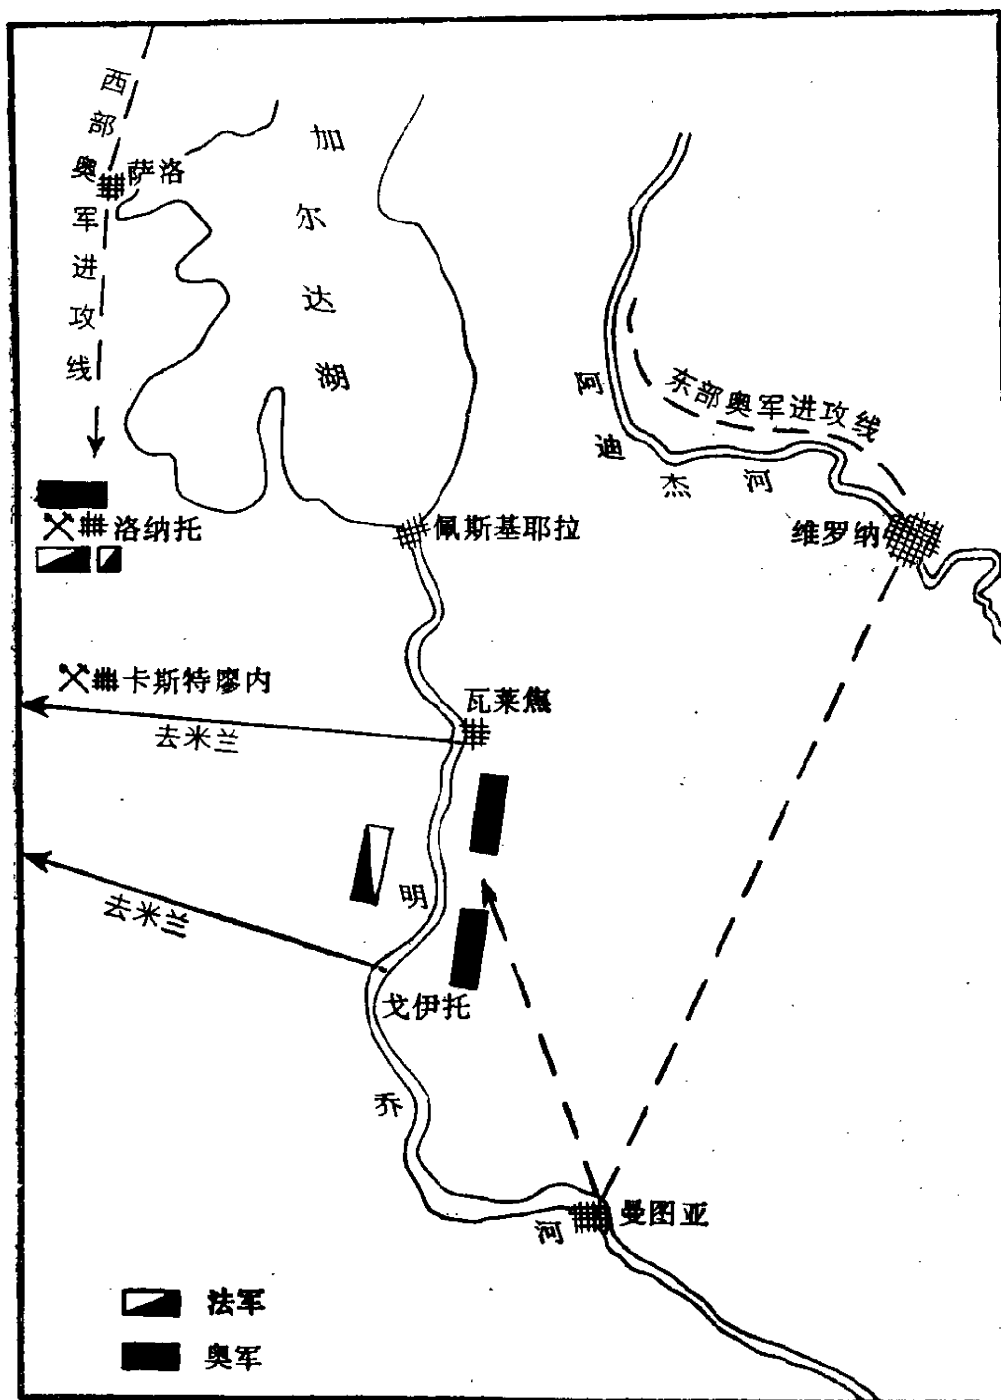 西部奥军进攻线
萨洛
加尔达湖
阿迪杰河
东部奥军进攻线
洛纳托
佩斯基耶拉
维罗纳
卡斯特廖内
瓦莱焦
去米兰
去米兰
戈伊托
明乔河
曼图亚
法军
奥军